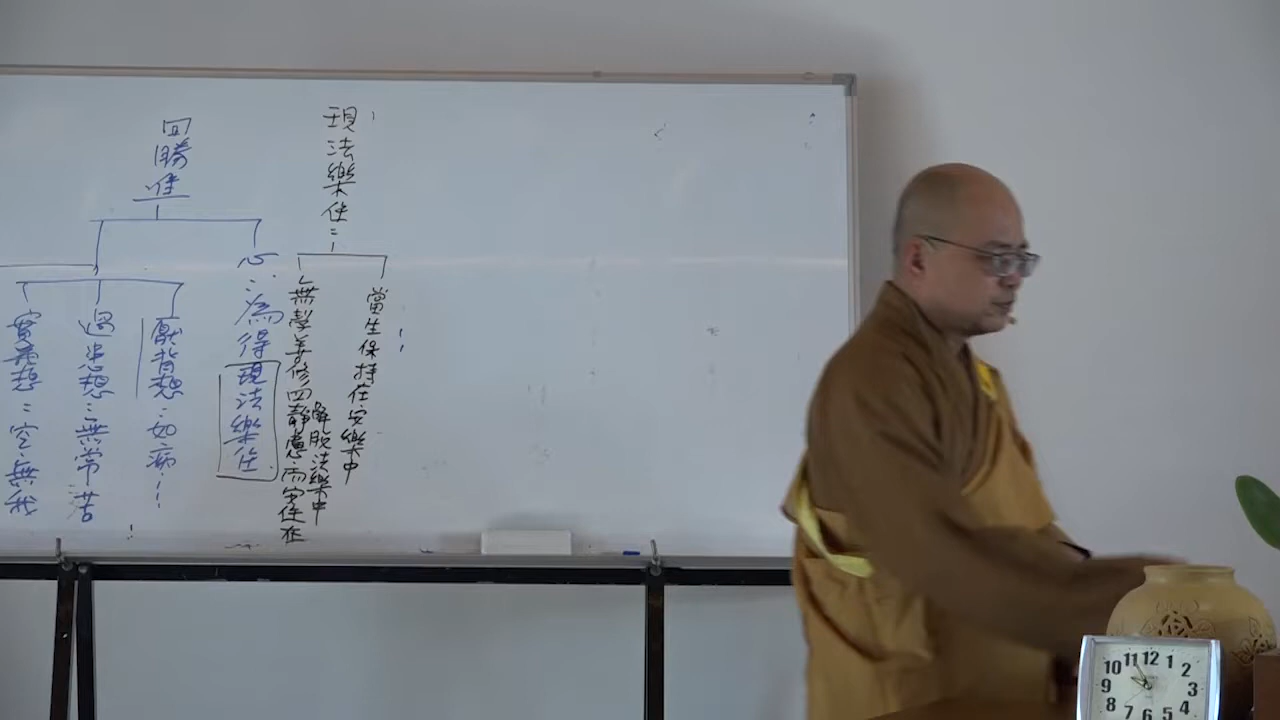 現法樂住：
當生保持在安樂中
無學善修四靜慮而安住在
解脫法樂中
四勝進
心：為得現法樂住
厭背想：如病
過患想：無常苦
實義想：空無我
10 11 12 1 2 3 4 5 6 7 8 9